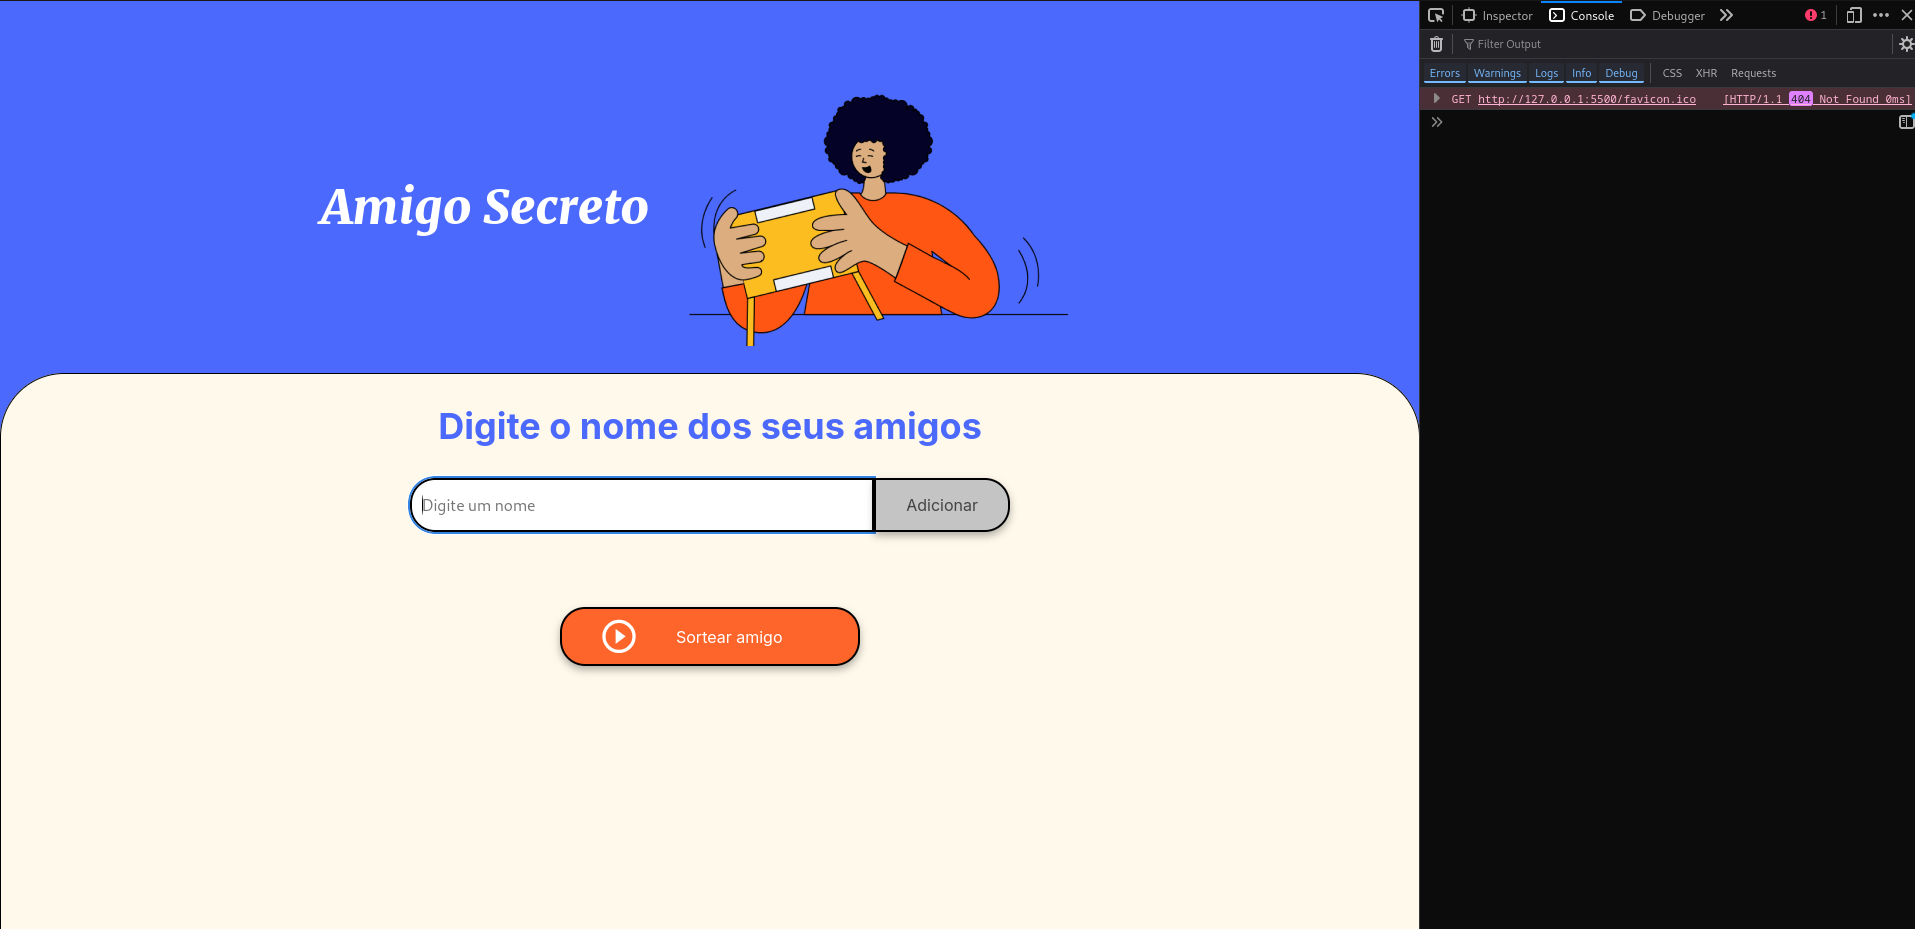 Amigo Secreto
Digite o nome dos seus amigos
Digite um nome
Adicionar
Sortear amigo
Inspector Console Debugger 1
Filter Output
Errors Warnings Logs Info Debug CSS XHR Requests
GET http://127.0.0.1:5500/favicon.ico [HTTP/1.1 404 Not Found 0ms]